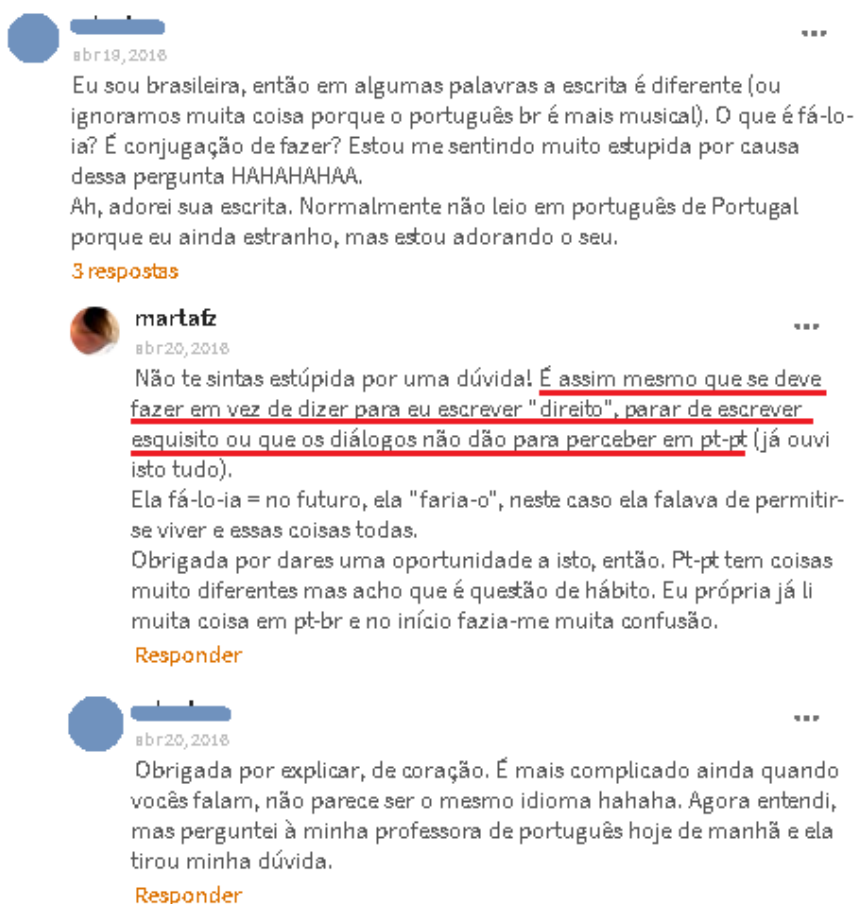 abr 19, 2016
Eu sou brasileira, então em algumas palavras a escrita é diferente (ou
ignoramos muita coisa porque o português br é mais musical). O que é fá-lo-
ia? É conjugação de fazer? Estou me sentindo muito estupida por causa
dessa pergunta HAHAHAHAA.
Ah, adorei sua escrita. Normalmente não leio em português de Portugal
porque eu ainda estranho, mas estou adorando o seu.
3 respostas
martafz
abr 20, 2016
Não te sintas estúpida por uma dúvida! É assim mesmo que se deve
fazer em vez de dizer para eu escrever "direito", parar de escrever
esquisito ou que os diálogos não dão para perceber em pt-pt (já ouvi
isto tudo).
Ela fá-lo-ia = no futuro, ela "faria-o", neste caso ela falava de permitir-
se viver e essas coisas todas.
Obrigada por dares uma oportunidade a isto, então. Pt-pt tem coisas
muito diferentes mas acho que é questão de hábito. Eu própria já li
muita coisa em pt-br e no início fazia-me muita confusão.
Responder
abr 20, 2016
Obrigada por explicar, de coração. É mais complicado ainda quando
vocês falam, não parece ser o mesmo idioma hahaha. Agora entendi,
mas perguntei à minha professora de português hoje de manhã e ela
tirou minha dúvida.
Responder